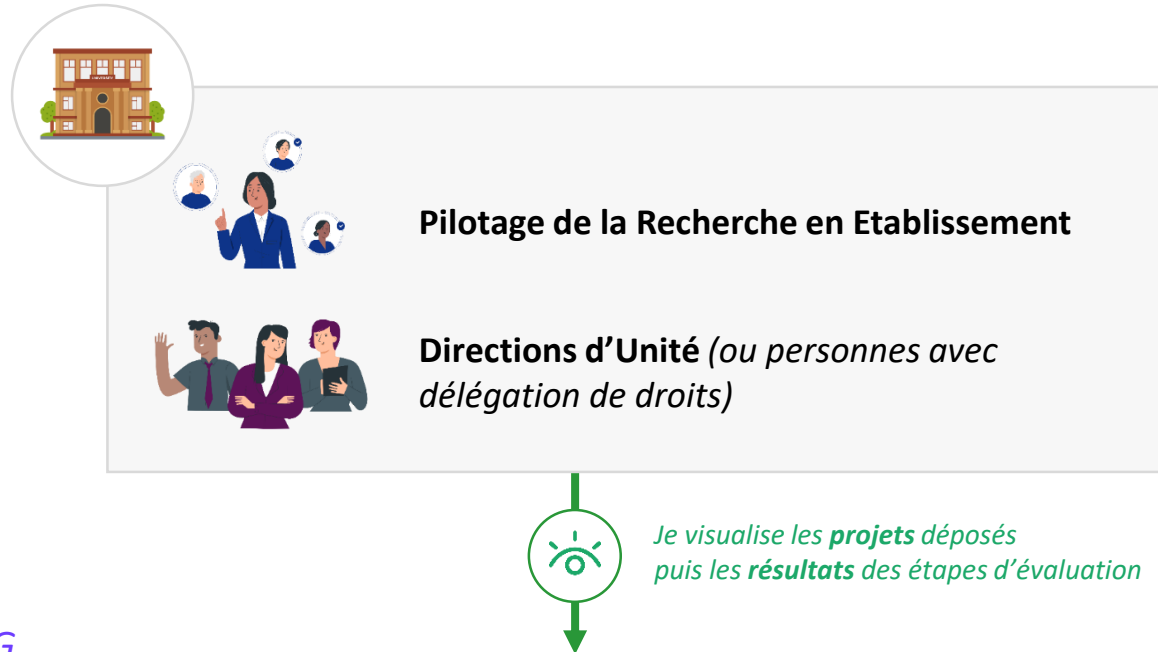 UNIVERSITY
Pilotage de la Recherche en Etablissement
Directions d’Unité (ou personnes avec
délégation de droits)
Je visualise les projets déposés
puis les résultats des étapes d’évaluation